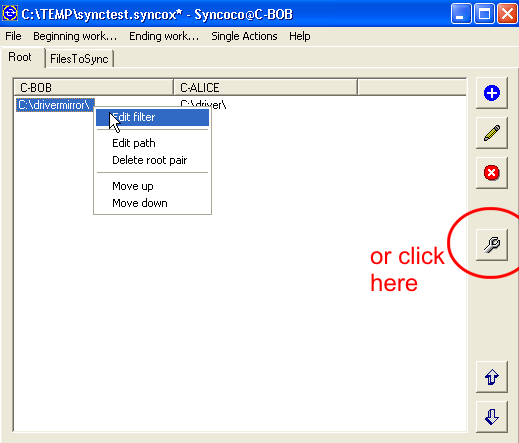 C:\TEMP\synctest.syncox* - Syncoco@C-BOB
File Beginning work... Ending work... Single Actions Help
Root FilesToSync
C-BOB C-ALICE
C:\drivermirror\ C:\driver\
Edit filter
Edit path
Delete root pair
Move up
Move down
or click
here